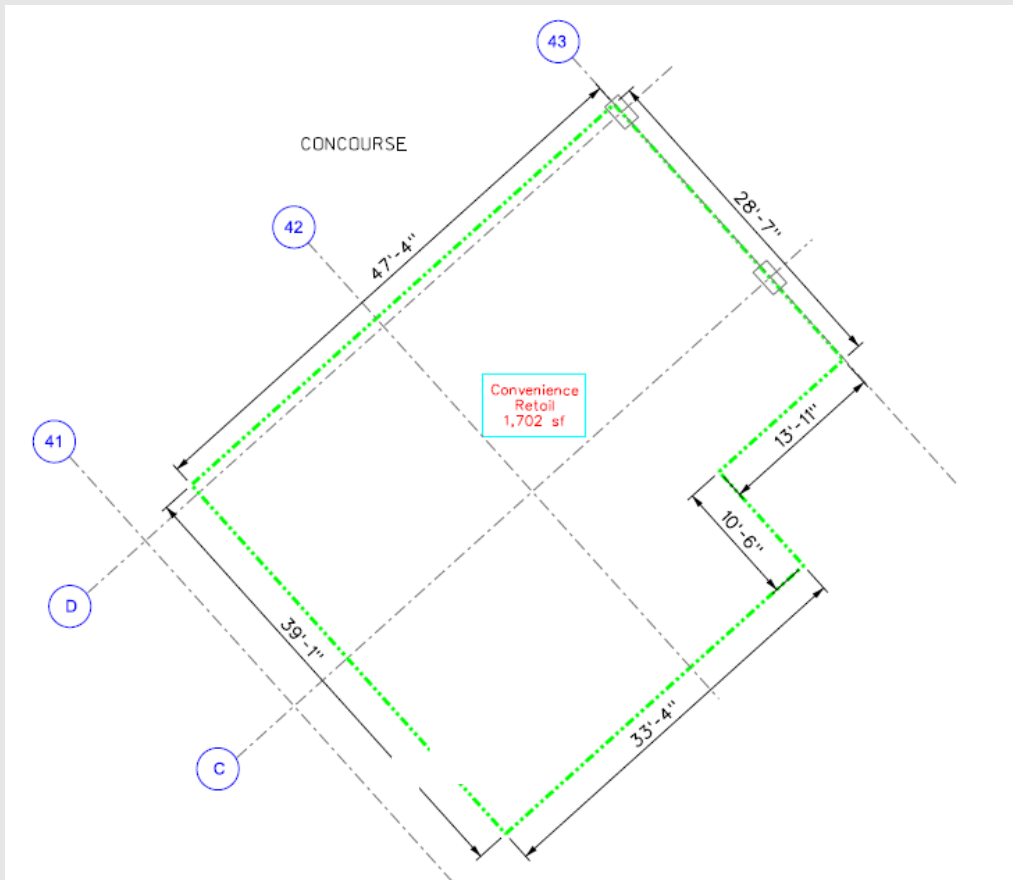 43
CONCOURSE
28'-7"
42
47'-4"
Convenience
Retail
1,702 sf
13'-11"
41
10'-6"
D
39'-1"
33'-4"
C